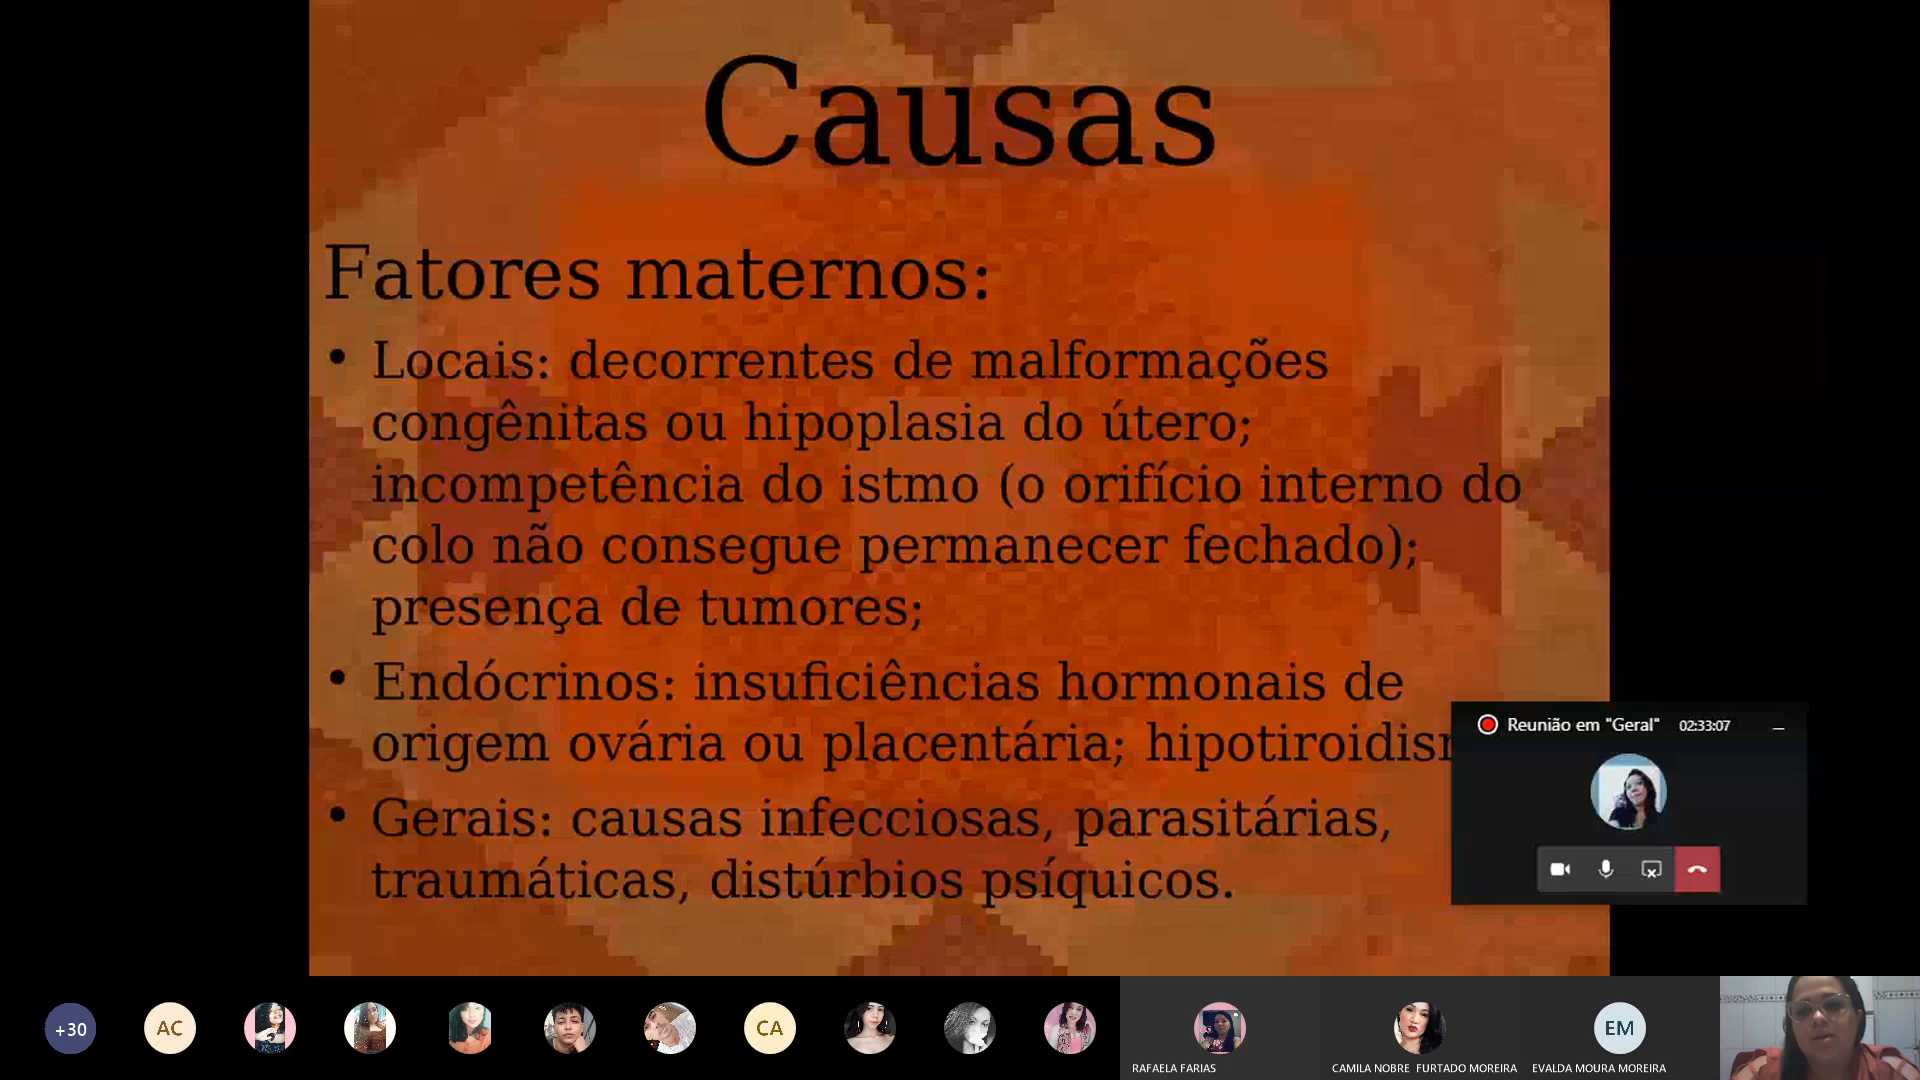 Causas
Fatores maternos:
• Locais: decorrentes de malformações
congênitas ou hipoplasia do útero;
incompetência do istmo (o orifício interno do
colo não consegue permanecer fechado);
presença de tumores;
• Endócrinos: insuficiências hormonais de
origem ovária ou placentária;
• Gerais: causas infecciosas, parasitárias,
traumáticas, distúrbios psíquicos.
Reunião em "Geral" 02:33:07
+30
AC
CA
EM
RAFAELA FARIAS
CAMILA NOBRE FURTADO MOREIRA
EVALDA MOURA MOREIRA